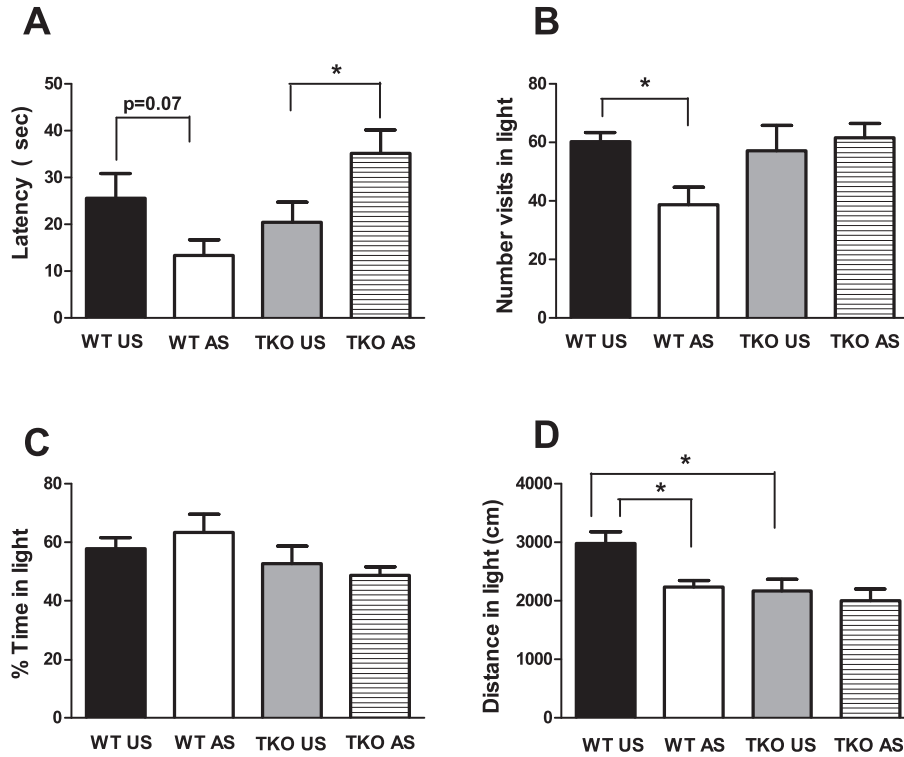 A
Latency ( sec)
50
40
30
20
10
0
p=0.07
*
WT US
WT AS
TKO US
TKO AS
B
Number visits in light
80
60
40
20
0
*
WT US
WT AS
TKO US
TKO AS
C
% Time in light
80
60
40
20
0
WT US
WT AS
TKO US
TKO AS
D
Distance in light (cm)
4000
3000
2000
1000
0
*
*
WT US
WT AS
TKO US
TKO AS